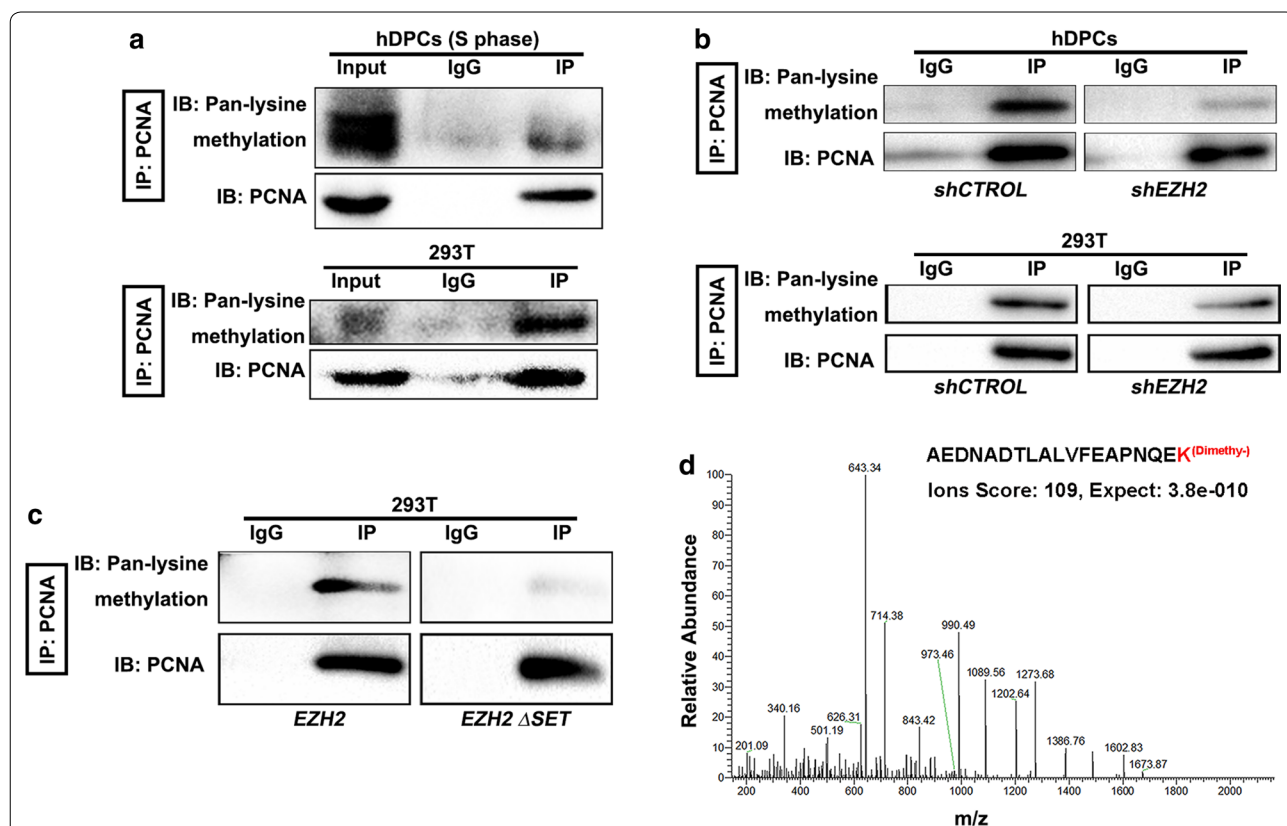 a
hDPCs (S phase)
Input IgG IP
IP: PCNA
IB: Pan-lysine
methylation
IB: PCNA
293T
Input IgG IP
IP: PCNA
IB: Pan-lysine
methylation
IB: PCNA
b
hDPCs
IgG IP IgG IP
IP: PCNA
IB: Pan-lysine
methylation
IB: PCNA
shCTROL shEZH2
293T
IgG IP IgG IP
IP: PCNA
IB: Pan-lysine
methylation
IB: PCNA
shCTROL shEZH2
c
293T
IgG IP IgG IP
IP: PCNA
IB: Pan-lysine
methylation
IB: PCNA
EZH2 EZH2 ΔSET
d
AEDNADTLALVFEAPNQEK(Dimethy-)
Ions Score: 109, Expect: 3.8e-010
Relative Abundance
100
90
80
70
60
50
40
30
20
10
0
643.34
714.38
990.49
973.46
1089.56
1273.68
1202.64
340.16
626.31
843.42
501.19
201.09
1386.76
1602.83
1673.87
200 400 600 800 1000 1200 1400 1600 1800 2000
m/z